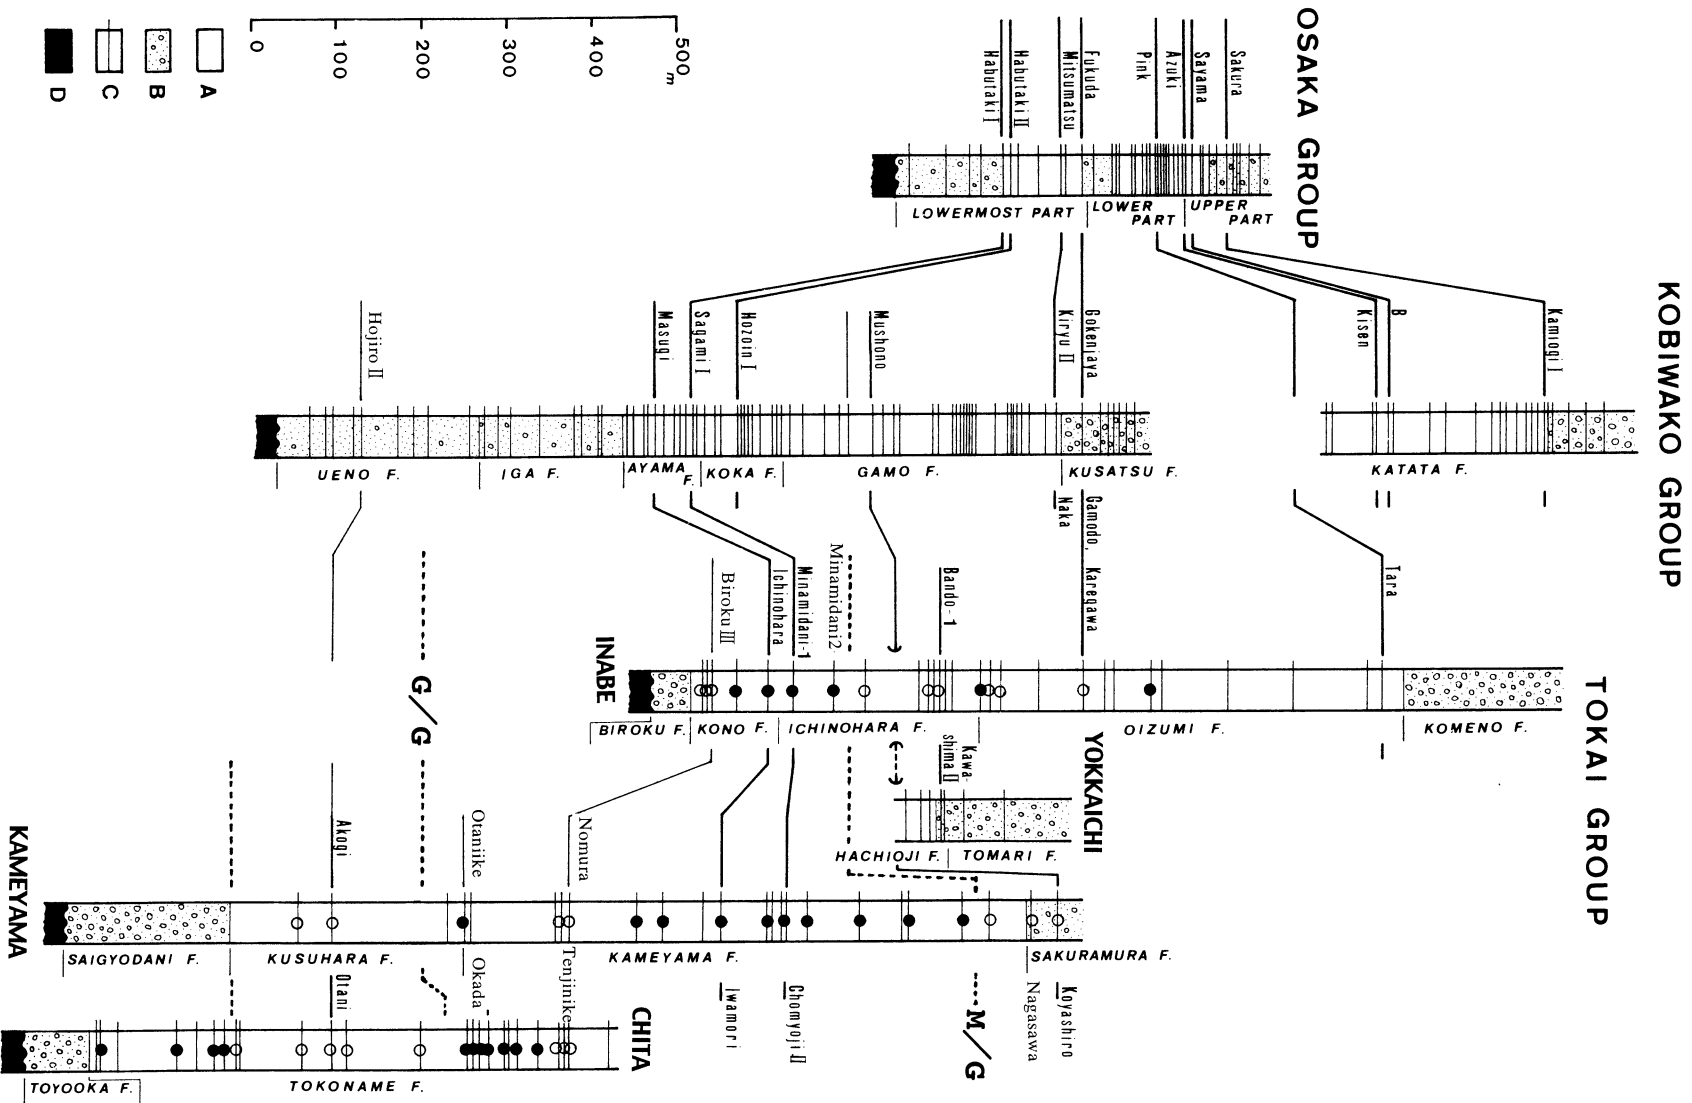 OSAKA GROUP
Sakura
Sayama
Azuki
Pink
Fukuda
Mitsumatsu
Habutaki II
Habutaki I
UPPER PART
LOWER PART
LOWERMOST PART
0
100
200
300
400
500 m
A
B
C
D
KOBIWAKO GROUP
Kamiogi I
B
Kisen
Gokenjaya
Kiryu II
Mushono
Hozoin I
Sagami I
Masugi
Hojiro II
UENO F.
IGA F.
AYAMA F.
KOKA F.
GAMO F.
KUSATSU F.
KATATA F.
Naka
Gamodo, Karegawa
Tara
TOKAI GROUP
Bando-1
Minamidani2
Minamidani-1
Ichinohara
Biroku III
INABE
BIROKU F.
KONO F.
ICHINOHARA F.
OIZUMI F.
KOMENO F.
G/G
YOKKAICHI
Kawa-
shima II
HACHIOJI F.
TOMARI F.
Nomura
Otaniike
Akogi
KAMEYAMA
SAIGYODANI F.
KUSUHARA F.
KAMEYAMA F.
SAKURAMURA F.
Koyashiro
Nagasawa
M/G
Chomyoji II
Iwamori
Tenjinike
Okada
Otani
CHITA
TOYOOKA F.
TOKONAME F.